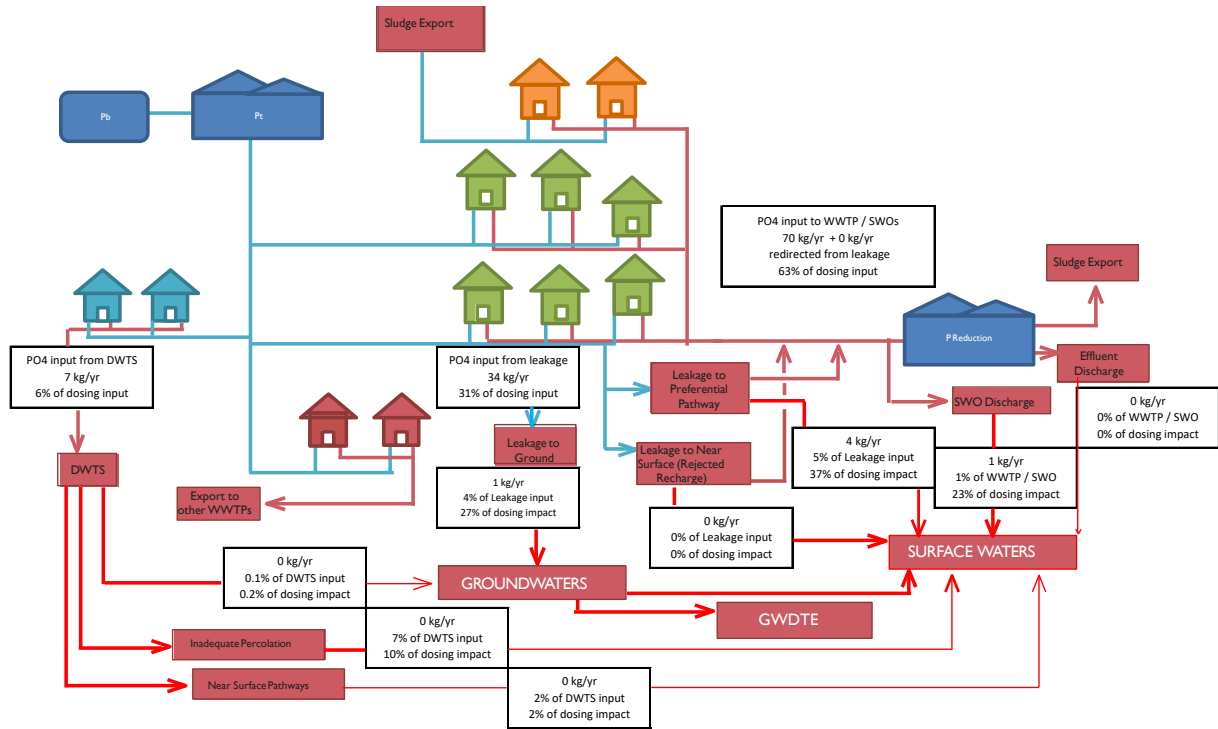 Sludge Export
Pb
Pt
PO4 input to WWTP / SWOs
70 kg/yr + 0 kg/yr
redirected from leakage
63% of dosing input
Sludge Export
P Reduction
Effluent
Discharge
PO4 input from DWTS
7 kg/yr
6% of dosing input
PO4 input from leakage
34 kg/yr
31% of dosing input
Leakage to
Preferential
Pathway
SWO Discharge
0 kg/yr
0% of WWTP / SWO
0% of dosing impact
DWTS
Leakage to
Ground
Leakage to Near
Surface (Rejected
Recharge)
4 kg/yr
5% of Leakage input
37% of dosing impact
1 kg/yr
1% of WWTP / SWO
23% of dosing impact
Export to
other WWTPs
1 kg/yr
4% of Leakage input
27% of dosing impact
0 kg/yr
0% of Leakage input
0% of dosing impact
SURFACE WATERS
0 kg/yr
0.1% of DWTS input
0.2% of dosing impact
GROUNDWATERS
GWDTE
Inadequate Percolation
0 kg/yr
7% of DWTS input
10% of dosing impact
Near Surface Pathways
0 kg/yr
2% of DWTS input
2% of dosing impact